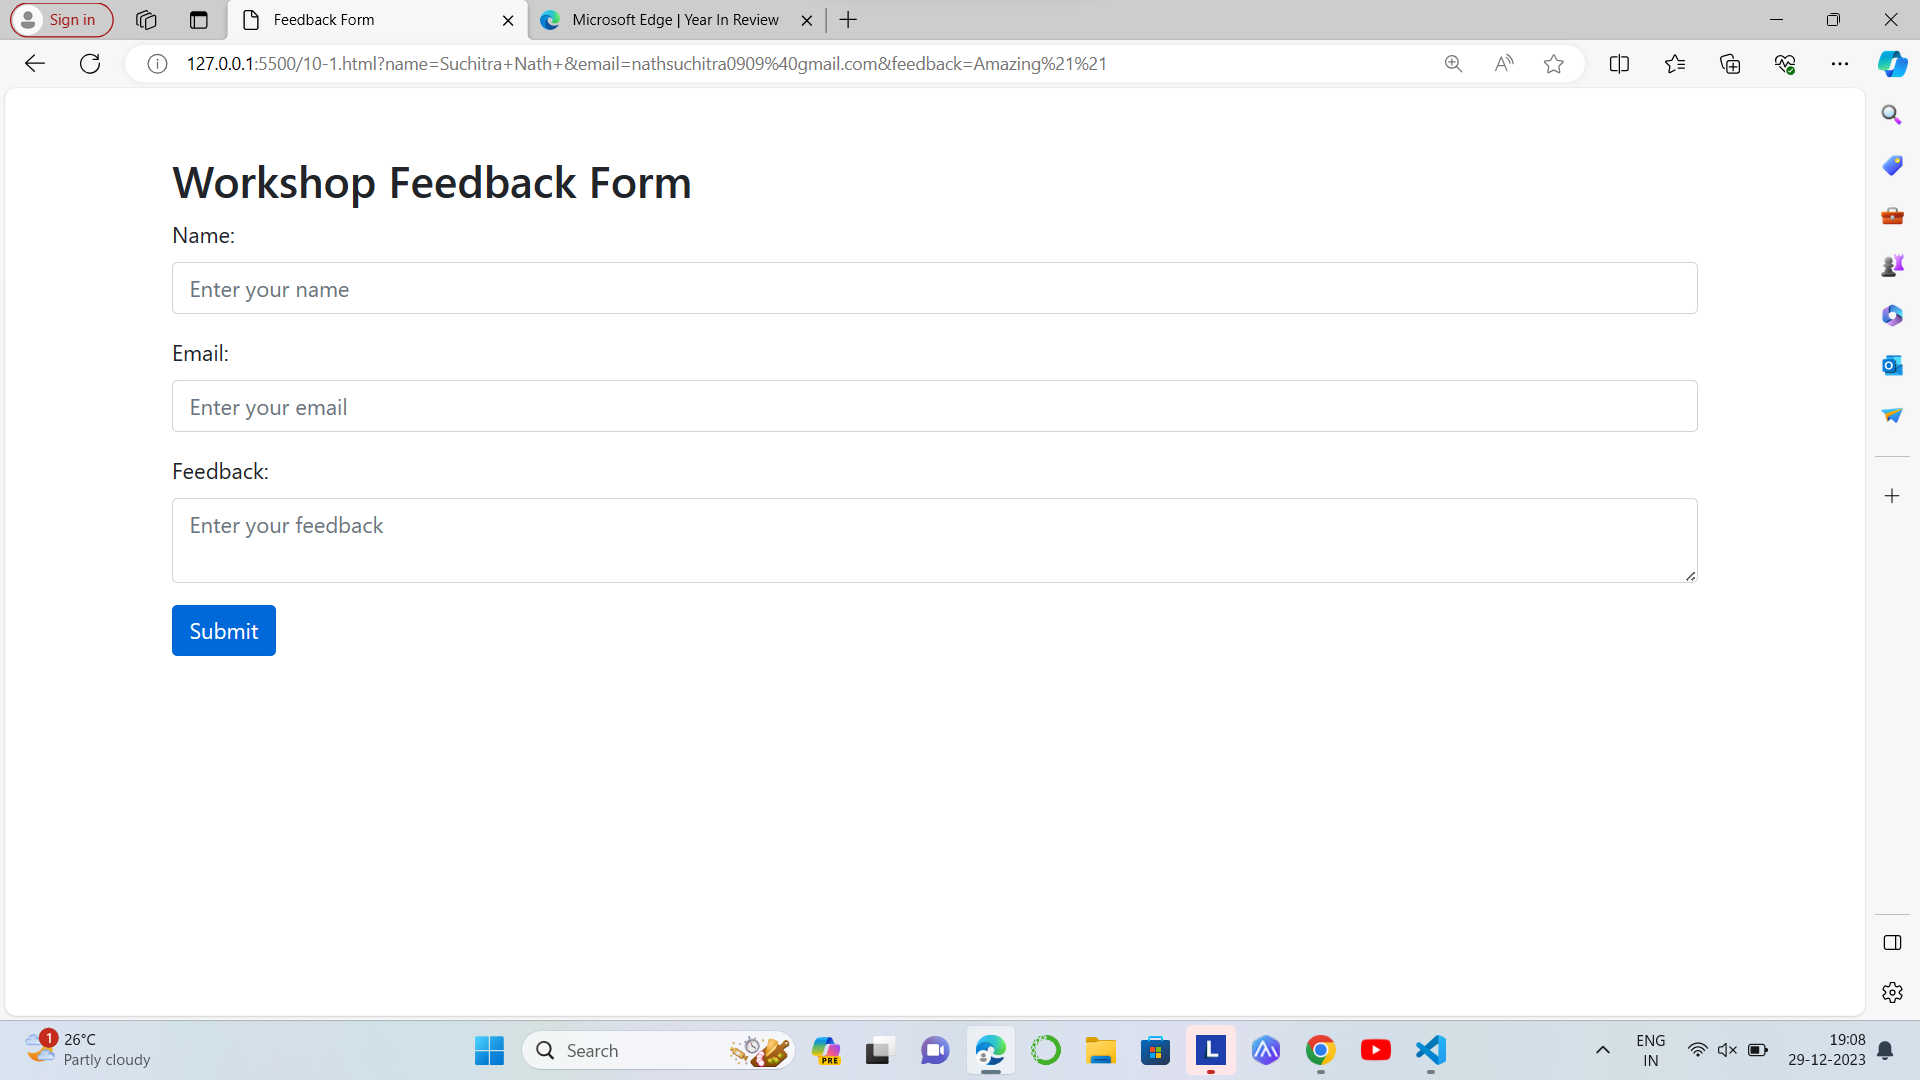 Sign in
Feedback Form
Microsoft Edge | Year In Review
127.0.0.1:5500/10-1.html?name=Suchitra+Nath+&email=nathsuchitra0909%40gmail.com&feedback=Amazing%21%21
Workshop Feedback Form
Name:
Enter your name
Email:
Enter your email
Feedback:
Enter your feedback
Submit
1
26°C
Partly cloudy
Search
PRE
L
ENG
IN
19:08
29-12-2023